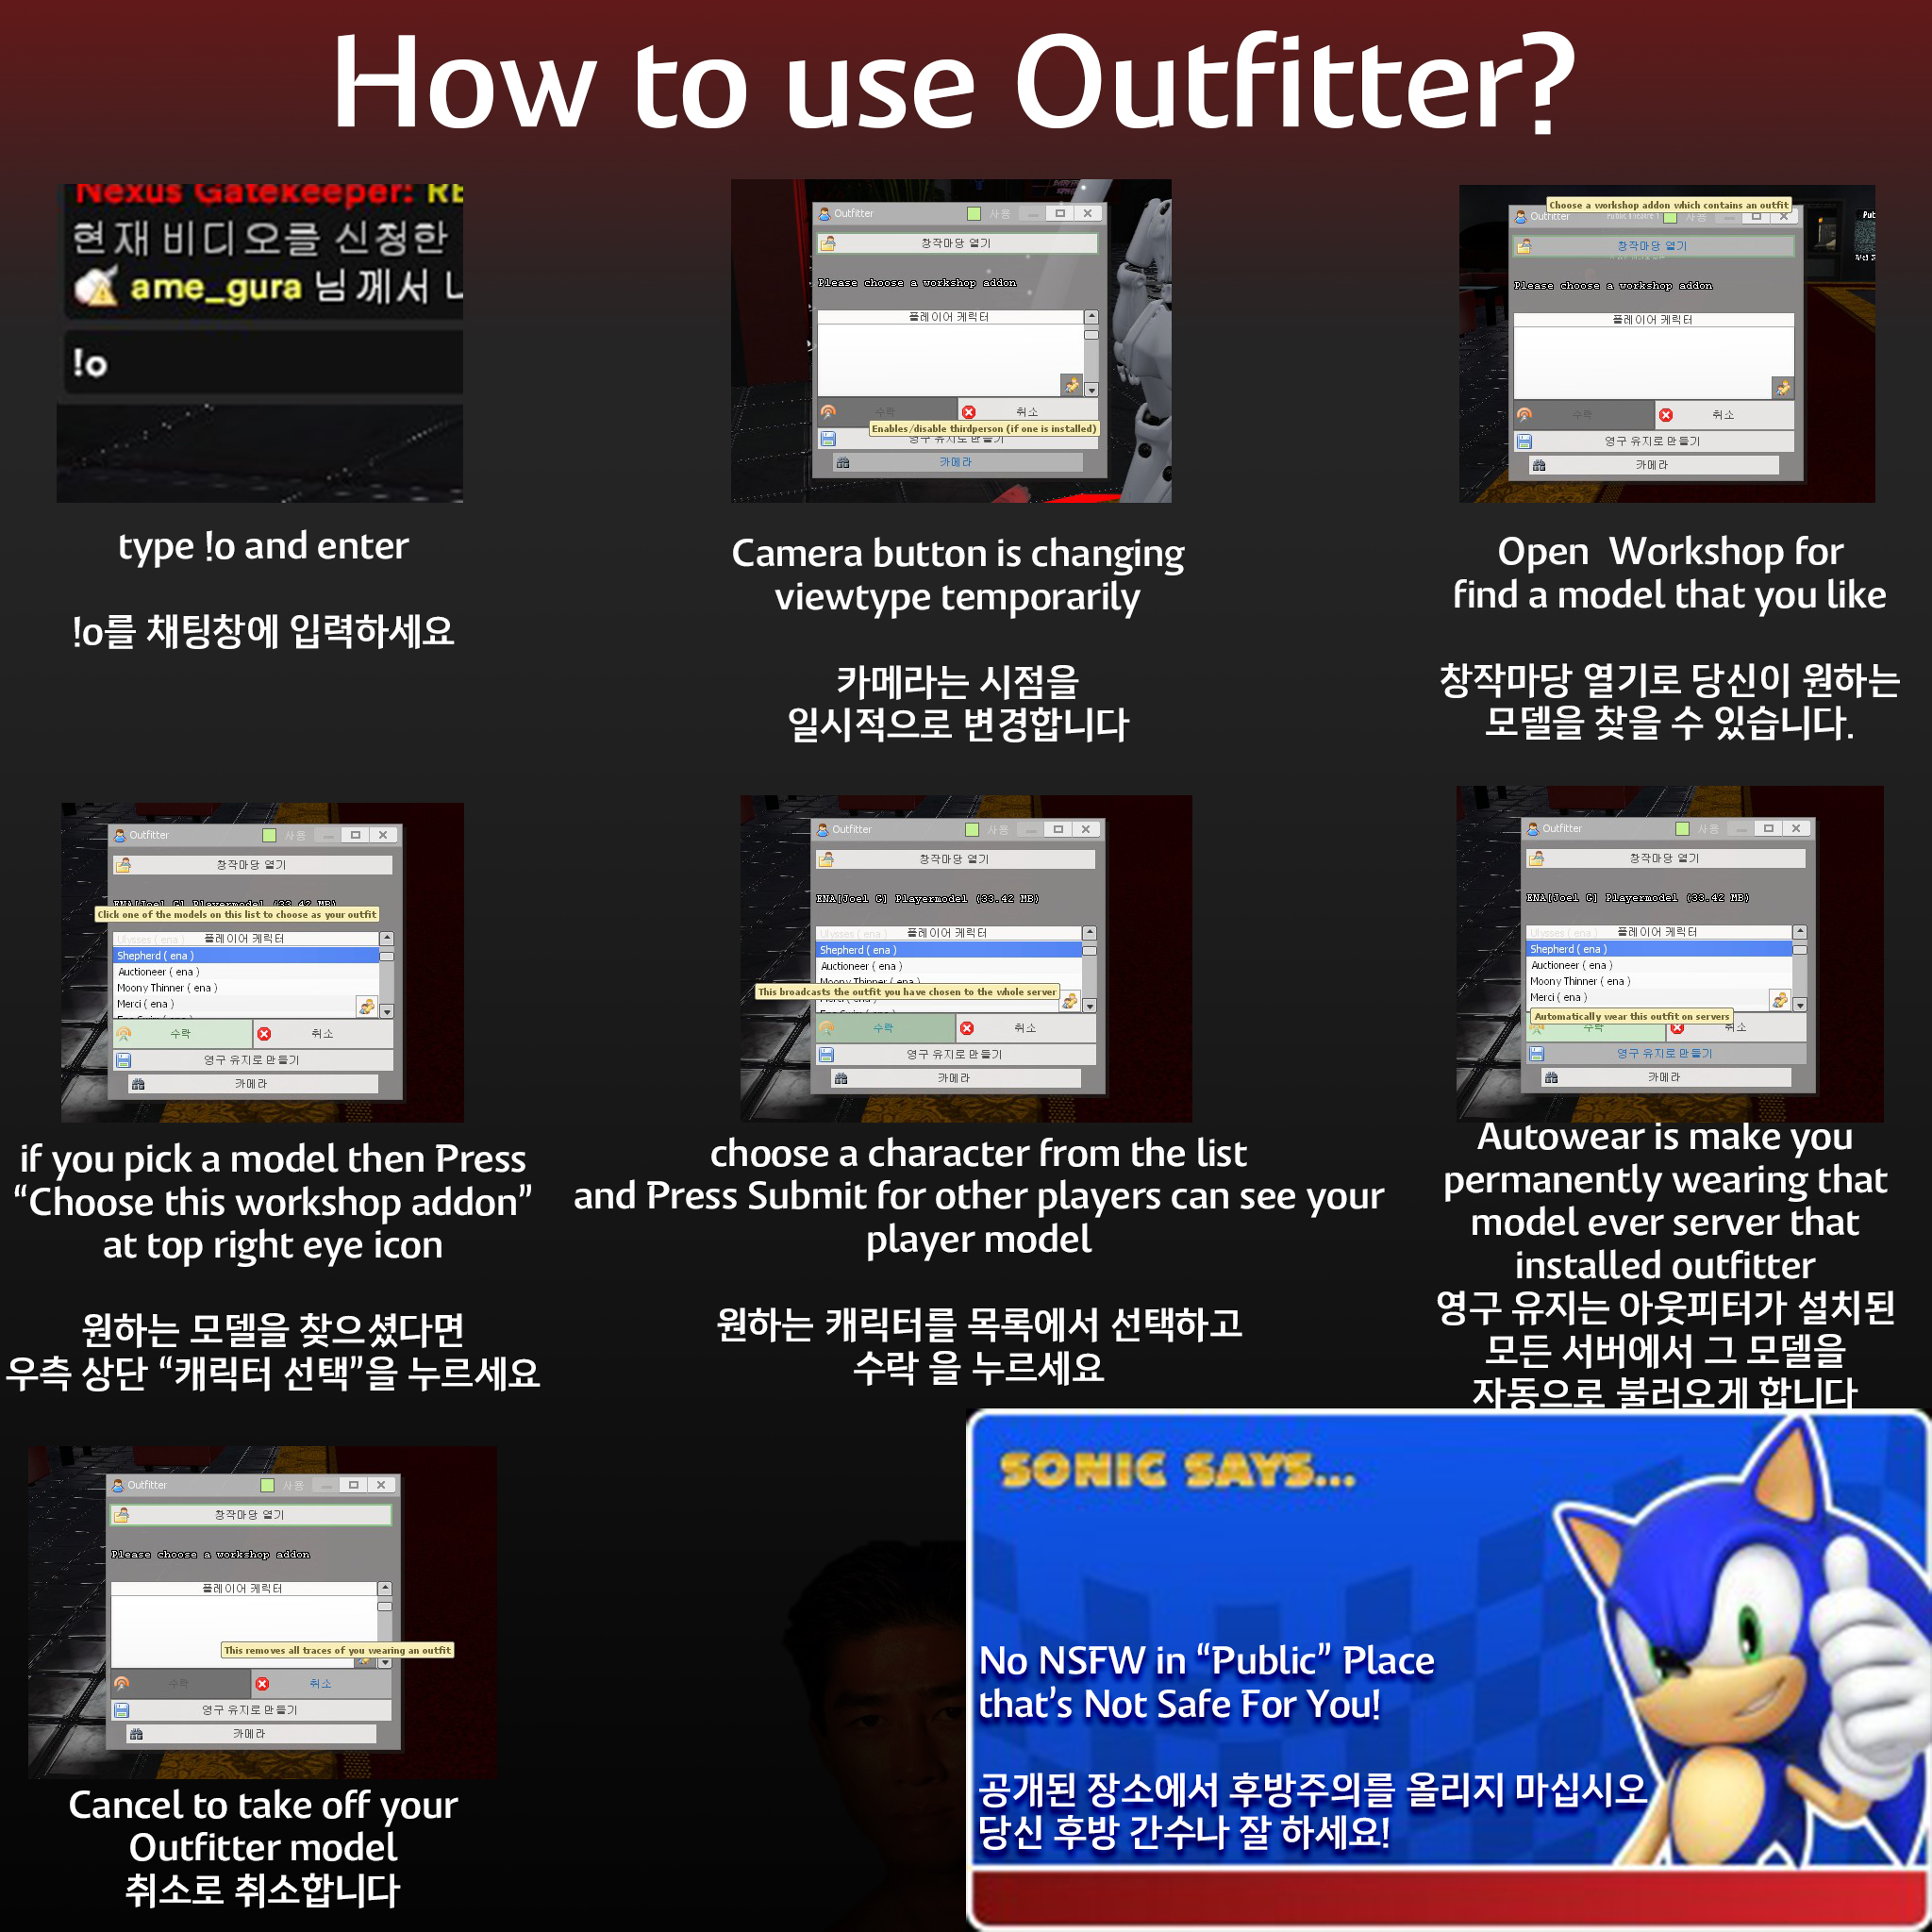 How to use Outfitter?
Nexus Gatekeeper: RE
현재 비디오를 신청한
ame_gura 님께서
!o
type !o and enter
!o를 채팅창에 입력하세요
Outfitter 사용
창작마당 열기
Please choose a workshop addon
플레이어 케릭터
수락 취소
Enables/disable thirdperson (if one is installed)
영구 유지로 만들기
카메라
Camera button is changing
viewtype temporarily
카메라는 시점을
일시적으로 변경합니다
Choose a workshop addon which contains an outfit
Outfitter 사용
창작마당 열기
Please choose a workshop addon
플레이어 케릭터
수락 취소
영구 유지로 만들기
카메라
Open Workshop for
find a model that you like
창작마당 열기로 당신이 원하는
모델을 찾을 수 있습니다.
Outfitter 사용
창작마당 열기
ENA[Joel G] Playermodel (33.42 MB)
Click one of the models on this list to choose as your outfit
Ulysses ( ena ) 플레이어 케릭터
Shepherd ( ena )
Auctioneer ( ena )
Moony Thinner ( ena )
Merci ( ena )
수락 취소
영구 유지로 만들기
카메라
if you pick a model then Press
“Choose this workshop addon”
at top right eye icon
원하는 모델을 찾으셨다면
우측 상단 “캐릭터 선택”을 누르세요
Outfitter 사용
창작마당 열기
ENA[Joel G] Playermodel (33.42 MB)
Ulysses ( ena ) 플레이어 케릭터
Shepherd ( ena )
Auctioneer ( ena )
Moony Thinner ( ena )
This broadcasts the outfit you have chosen to the whole server
Merci ( ena )
수락 취소
영구 유지로 만들기
카메라
choose a character from the list
and Press Submit for other players can see your
player model
원하는 캐릭터를 목록에서 선택하고
수락 을 누르세요
Outfitter 사용
창작마당 열기
ENA[Joel G] Playermodel (33.42 MB)
Ulysses ( ena ) 플레이어 케릭터
Shepherd ( ena )
Auctioneer ( ena )
Moony Thinner ( ena )
Merci ( ena )
Automatically wear this outfit on servers
수락 취소
영구 유지로 만들기
카메라
Autowear is make you
permanently wearing that
model ever server that
installed outfitter
영구 유지는 아웃피터가 설치된
모든 서버에서 그 모델을
자동으로 불러오게 합니다
Outfitter 사용
창작마당 열기
Please choose a workshop addon
플레이어 케릭터
This removes all traces of you wearing an outfit
수락 취소
영구 유지로 만들기
카메라
Cancel to take off your
Outfitter model
취소로 취소합니다
SONIC SAYS...
No NSFW in “Public” Place
that’s Not Safe For You!
공개된 장소에서 후방주의를 올리지 마십시오
당신 후방 간수나 잘 하세요!